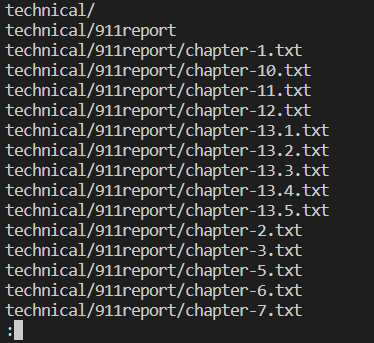 technical/
technical/911report
technical/911report/chapter-1.txt
technical/911report/chapter-10.txt
technical/911report/chapter-11.txt
technical/911report/chapter-12.txt
technical/911report/chapter-13.1.txt
technical/911report/chapter-13.2.txt
technical/911report/chapter-13.3.txt
technical/911report/chapter-13.4.txt
technical/911report/chapter-13.5.txt
technical/911report/chapter-2.txt
technical/911report/chapter-3.txt
technical/911report/chapter-5.txt
technical/911report/chapter-6.txt
technical/911report/chapter-7.txt
: